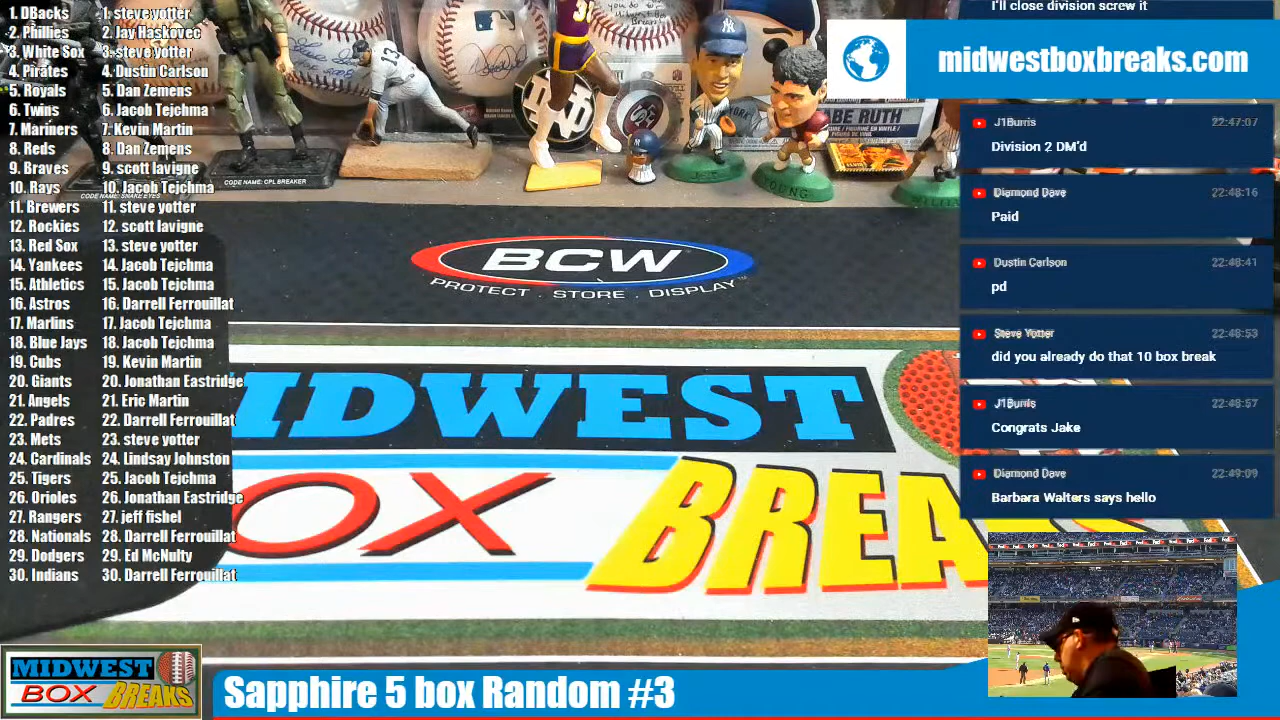 1. DBacks 1. steve yotter
2. Phillies 2. Jay Haskovec
3. White Sox 3. steve yotter
4. Pirates 4. Dustin Carlson
5. Royals 5. Dan Zemens
6. Twins 6. Jacob Tejchma
7. Mariners 7. Kevin Martin
8. Reds 8. Dan Zemens
9. Braves 9. scott lavigne
10. Rays 10. Jacob Tejchma
11. Brewers 11. steve yotter
12. Rockies 12. scott lavigne
13. Red Sox 13. steve yotter
14. Yankees 14. Jacob Tejchma
15. Athletics 15. Jacob Tejchma
16. Astros 16. Darrell Ferrouillat
17. Marlins 17. Jacob Tejchma
18. Blue Jays 18. Jacob Tejchma
19. Cubs 19. Kevin Martin
20. Giants 20. Jonathan Eastridge
21. Angels 21. Eric Martin
22. Padres 22. Darrell Ferrouillat
23. Mets 23. steve yotter
24. Cardinals 24. Lindsay Johnston
25. Tigers 25. Jacob Tejchma
26. Orioles 26. Jonathan Eastridge
27. Rangers 27. jeff fishel
28. Nationals 28. Darrell Ferrouillat
29. Dodgers 29. Ed McNulty
30. Indians 30. Darrell Ferrouillat
CODE NAME: CPL BREAKER
13
ABE RUTH
YOUNG
BCW
PROTECT . STORE . DISPLAY
IDWEST
OX BREA
I'll close division screw it
midwestboxbreaks.com
J1Burris 22:47:07
Division 2 DM'd
Diamond Dave 22:48:16
Paid
Dustin Carlson 22:48:41
pd
Steve Yotter 22:48:53
did you already do that 10 box break
J1Burris 22:48:57
Congrats Jake
Diamond Dave 22:49:09
Barbara Walters says hello
MIDWEST
BOX BREAKS
Sapphire 5 box Random #3